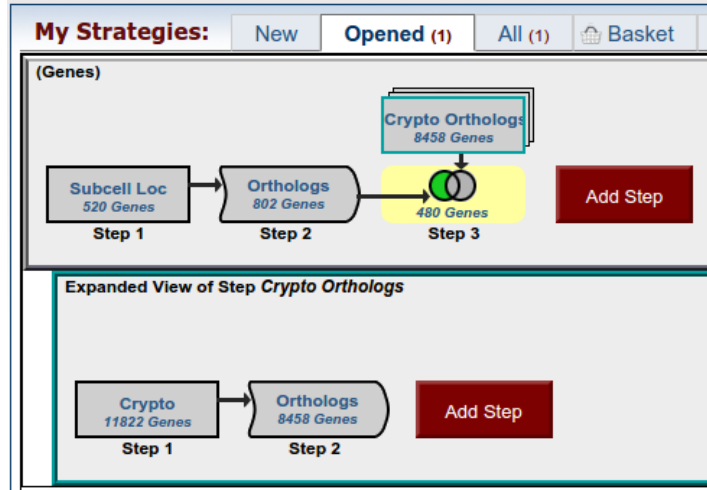 My Strategies: New Opened (1) All (1) Basket
(Genes)
Crypto Orthologs
8458 Genes
Subcell Loc
520 Genes
Step 1
Orthologs
802 Genes
Step 2
480 Genes
Step 3
Add Step
Expanded View of Step Crypto Orthologs
Crypto
11822 Genes
Step 1
Orthologs
8458 Genes
Step 2
Add Step